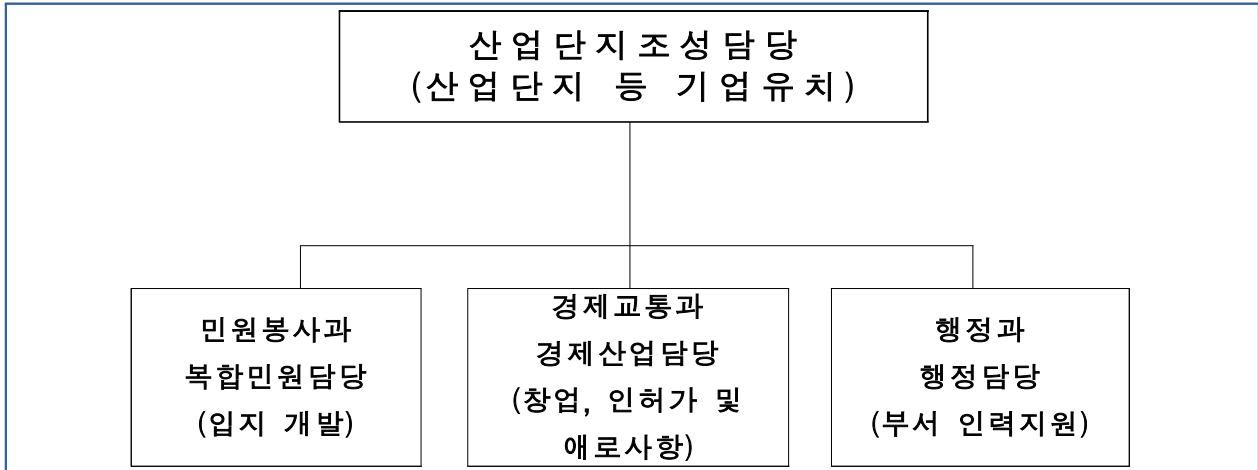 산업단지조성담당
(산업단지 등 기업유치)
민원봉사과
복합민원담당
(입지 개발)
경제교통과
경제산업담당
(창업, 인허가 및
애로사항)
행정과
행정담당
(부서 인력지원)